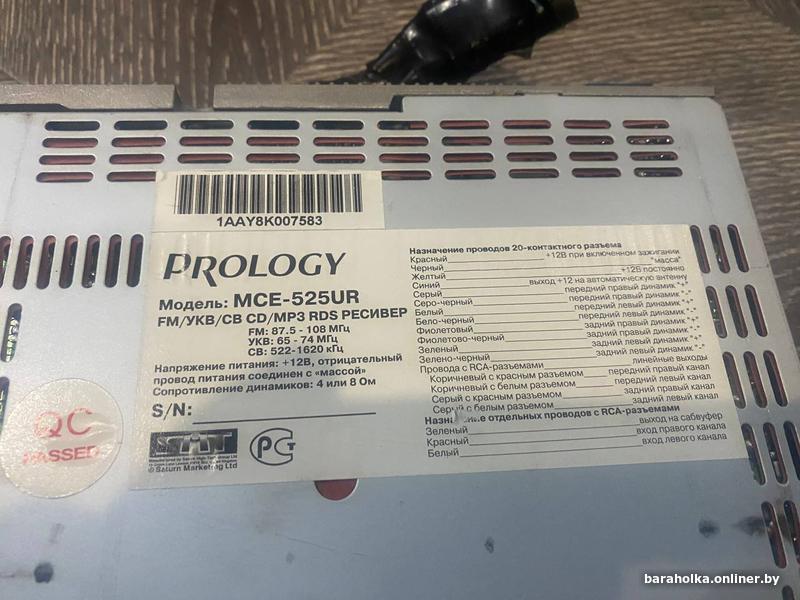 1AAY8K007583
PROLOGY
Модель: MCE-525UR
FM/УКВ/СВ CD/MP3 RDS РЕСИВЕР
FM: 87.5 - 108 МГц
УКВ: 65 - 74 МГц
СВ: 522-1620 кГц
Напряжение питания: +12В, отрицательный
провод питания соединен с «массой»
Сопротивление динамиков: 4 или 8 Ом
S/N:
SMT
© Saturn Marketing Ltd
РСТ
QC
PASSED
Назначение проводов 20-контактного разъема
Красный +12В при включенном зажигании
Черный "масса"
Желтый +12В постоянно
Синий выход +12 на автоматическую антенну
Серый передний правый динамик "+"
Серо-черный передний правый динамик "-"
Белый передний левый динамик "+"
Бело-черный передний левый динамик "-"
Фиолетовый задний правый динамик "+"
Фиолетово-черный задний правый динамик "-"
Зеленый задний левый динамик "+"
Зелено-черный задний левый динамик "-"
Провода с RCA-разъемами линейные выходы
Коричневый с красным разъемом передний правый канал
Коричневый с белым разъемом передний левый канал
Серый с красным разъемом задний правый канал
Серый с белым разъемом задний левый канал
Назначение отдельных проводов с RCA-разъемами
Зеленый выход на сабвуфер
Красный вход правого канала
Белый вход левого канала
baraholka.onliner.by